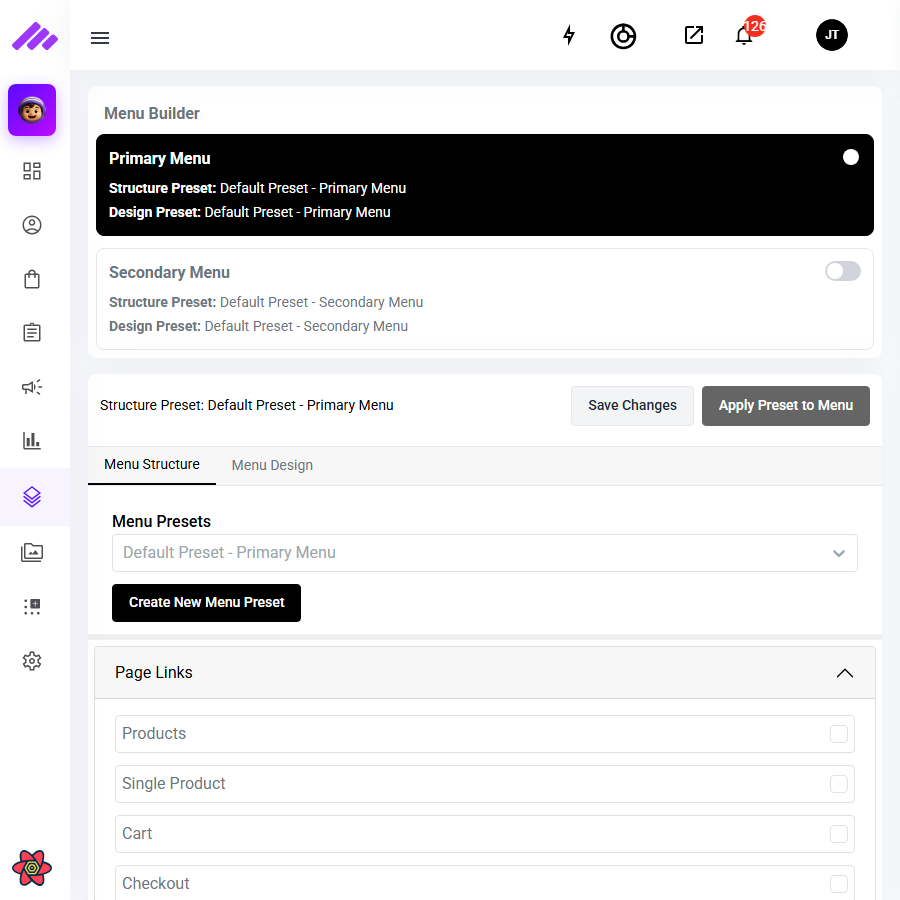 126
JT
Menu Builder
Primary Menu
Structure Preset: Default Preset - Primary Menu
Design Preset: Default Preset - Primary Menu
Secondary Menu
Structure Preset: Default Preset - Secondary Menu
Design Preset: Default Preset - Secondary Menu
Structure Preset: Default Preset - Primary Menu
Save Changes
Apply Preset to Menu
Menu Structure
Menu Design
Menu Presets
Default Preset - Primary Menu
Create New Menu Preset
Page Links
Products
Single Product
Cart
Checkout